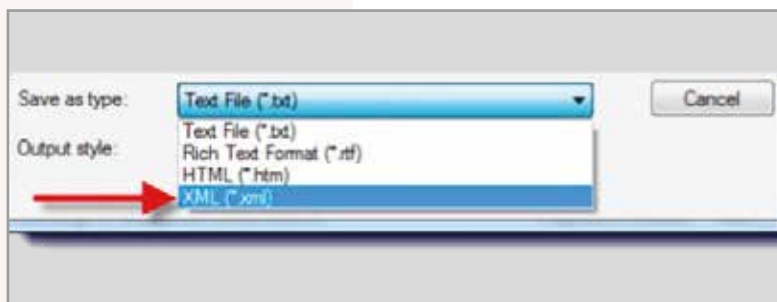 Save as type: Text File (*.txt) Cancel
Text File (*.txt)
Output style: Rich Text Format (*.rtf)
HTML (*.htm)
XML (*.xml)